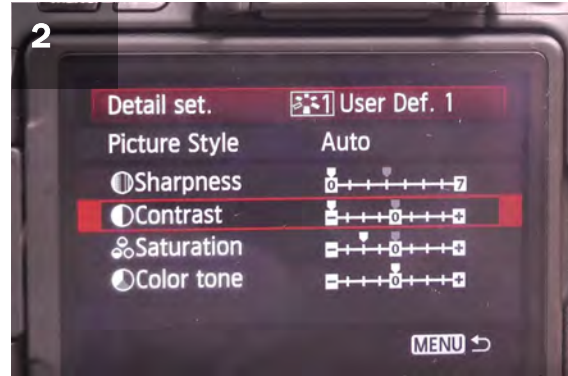 2
Detail set. 1 User Def. 1
Picture Style Auto
Sharpness 0 7
Contrast - 0 +
Saturation - 0 +
Color tone - 0 +
MENU